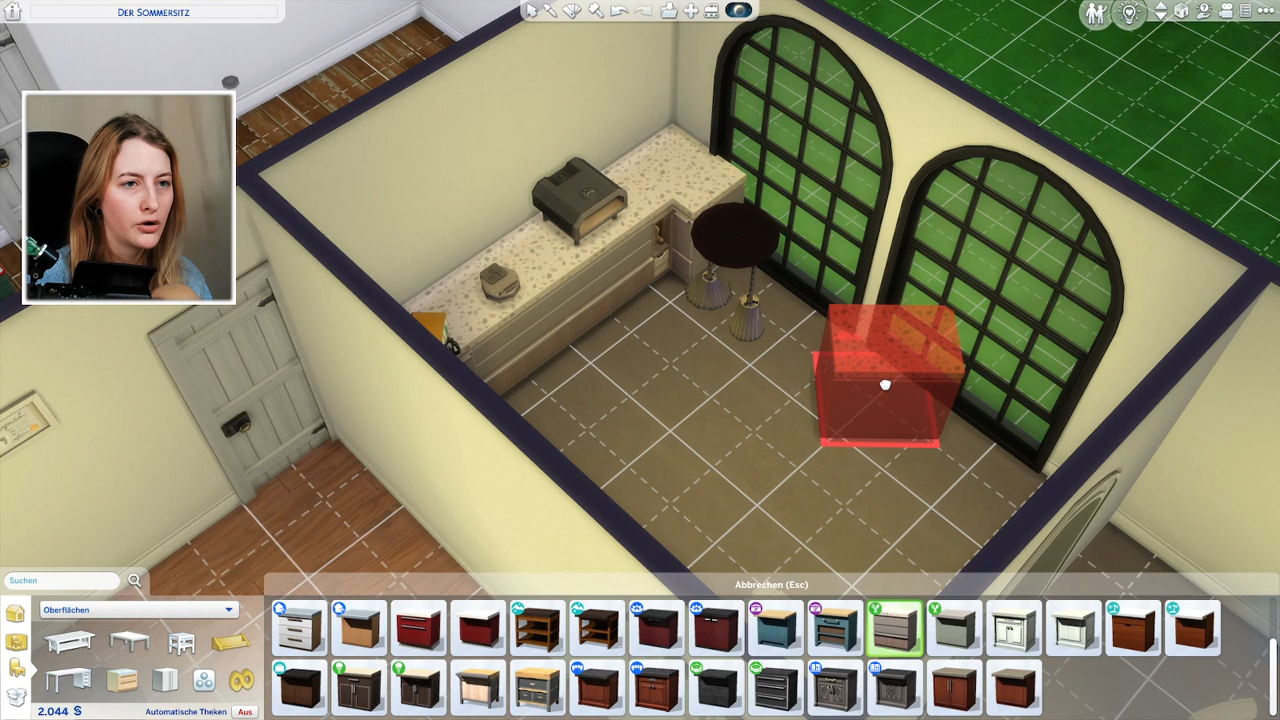 DER SOMMERSITZ
Abbrechen (Esc)
Suchen
Oberflächen
2.044 $
Automatische Theken Aus